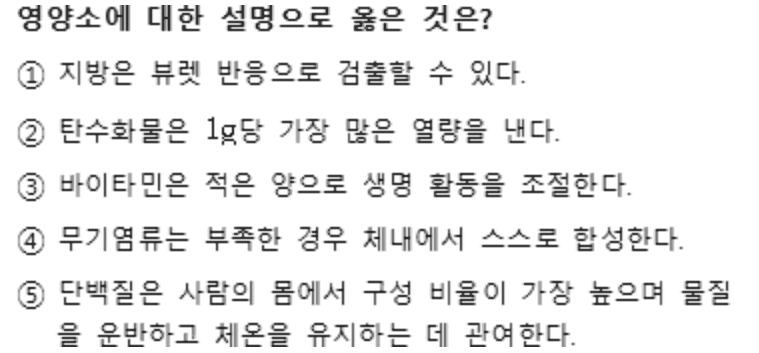 영양소에 대한 설명으로 옳은 것은?
① 지방은 뷰렛 반응으로 검출할 수 있다.
② 탄수화물은 1g당 가장 많은 열량을 낸다.
③ 바이타민은 적은 양으로 생명 활동을 조절한다.
④ 무기염류는 부족한 경우 체내에서 스스로 합성한다.
⑤ 단백질은 사람의 몸에서 구성 비율이 가장 높으며 물질
을 운반하고 체온을 유지하는 데 관여한다.